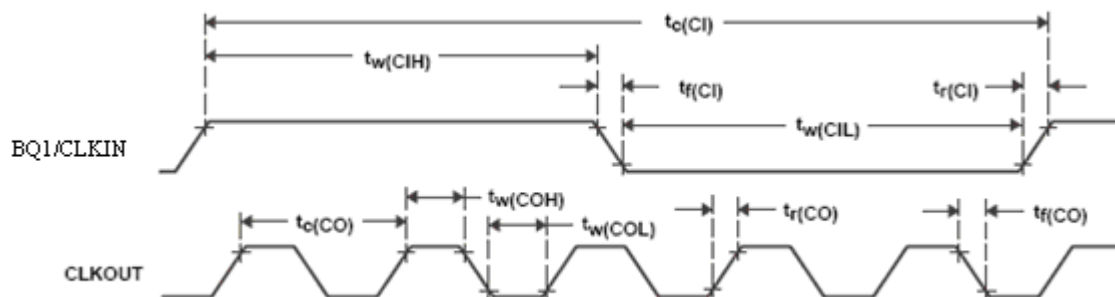 tc(CI)
tw(CIH)
tf(CI)
tr(CI)
tw(CIL)
BQ1/CLKIN
tw(COH)
tc(CO)
tw(COL)
tr(CO)
tf(CO)
CLKOUT